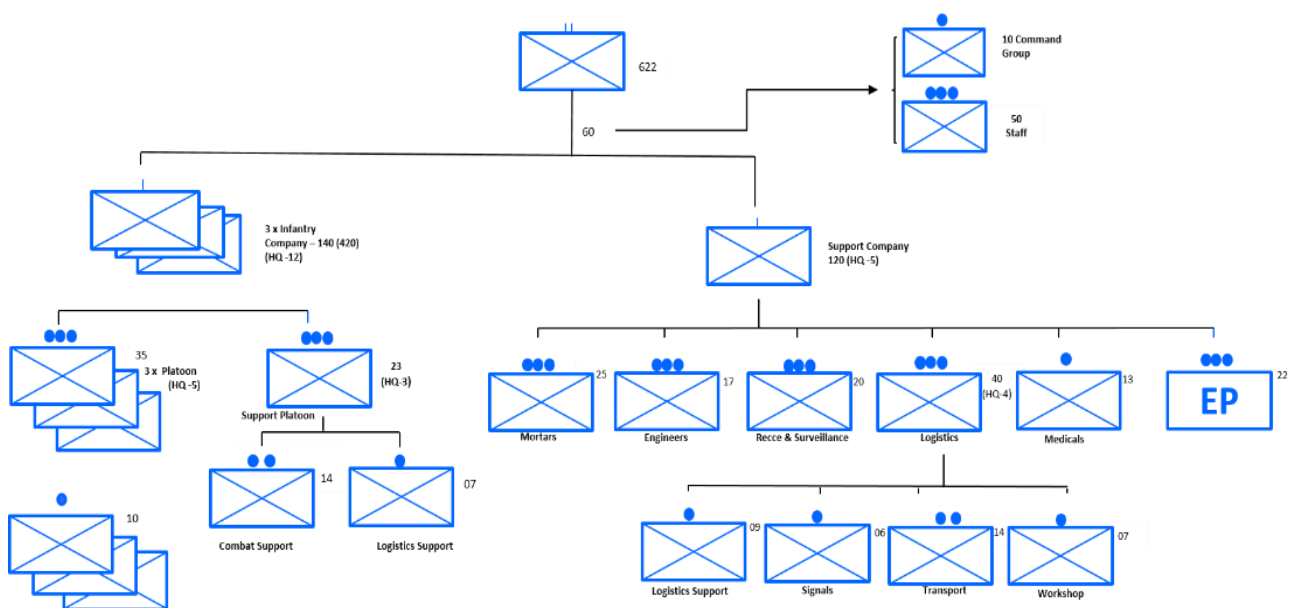 622
10 Command
Group
50
Staff
60
3 x Infantry
Company – 140 (420)
(HQ -12)
Support Company
120 (HQ -5)
35
3 x Platoon
(HQ -5)
23
(HQ-3)
Support Platoon
14
Combat Support
07
Logistics Support
10
25
Mortars
17
Engineers
20
Recce & Surveillance
40
(HQ-4)
Logistics
13
Medicals
EP
22
09
Logistics Support
06
Signals
14
Transport
07
Workshop